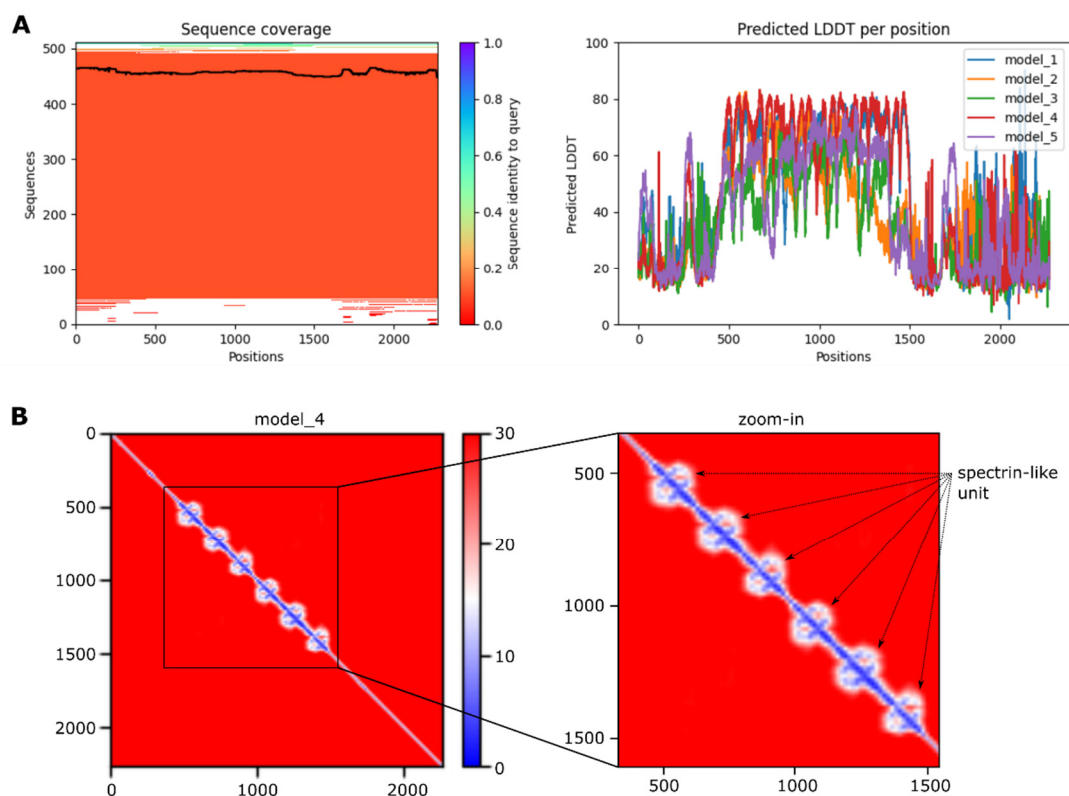 A
Sequence coverage
500
400
300
200
100
0
Sequences
0 500 1000 1500 2000
Positions
1.0
0.8
0.6
0.4
0.2
0.0
Sequence identity to query
Predicted LDDT per position
100
80
60
40
20
0
Predicted LDDT
0 500 1000 1500 2000
Positions
model_1
model_2
model_3
model_4
model_5
B
model_4
0
500
1000
1500
2000
0 1000 2000
30
20
10
0
zoom-in
500
1000
1500
500 1000 1500
spectrin-like
unit